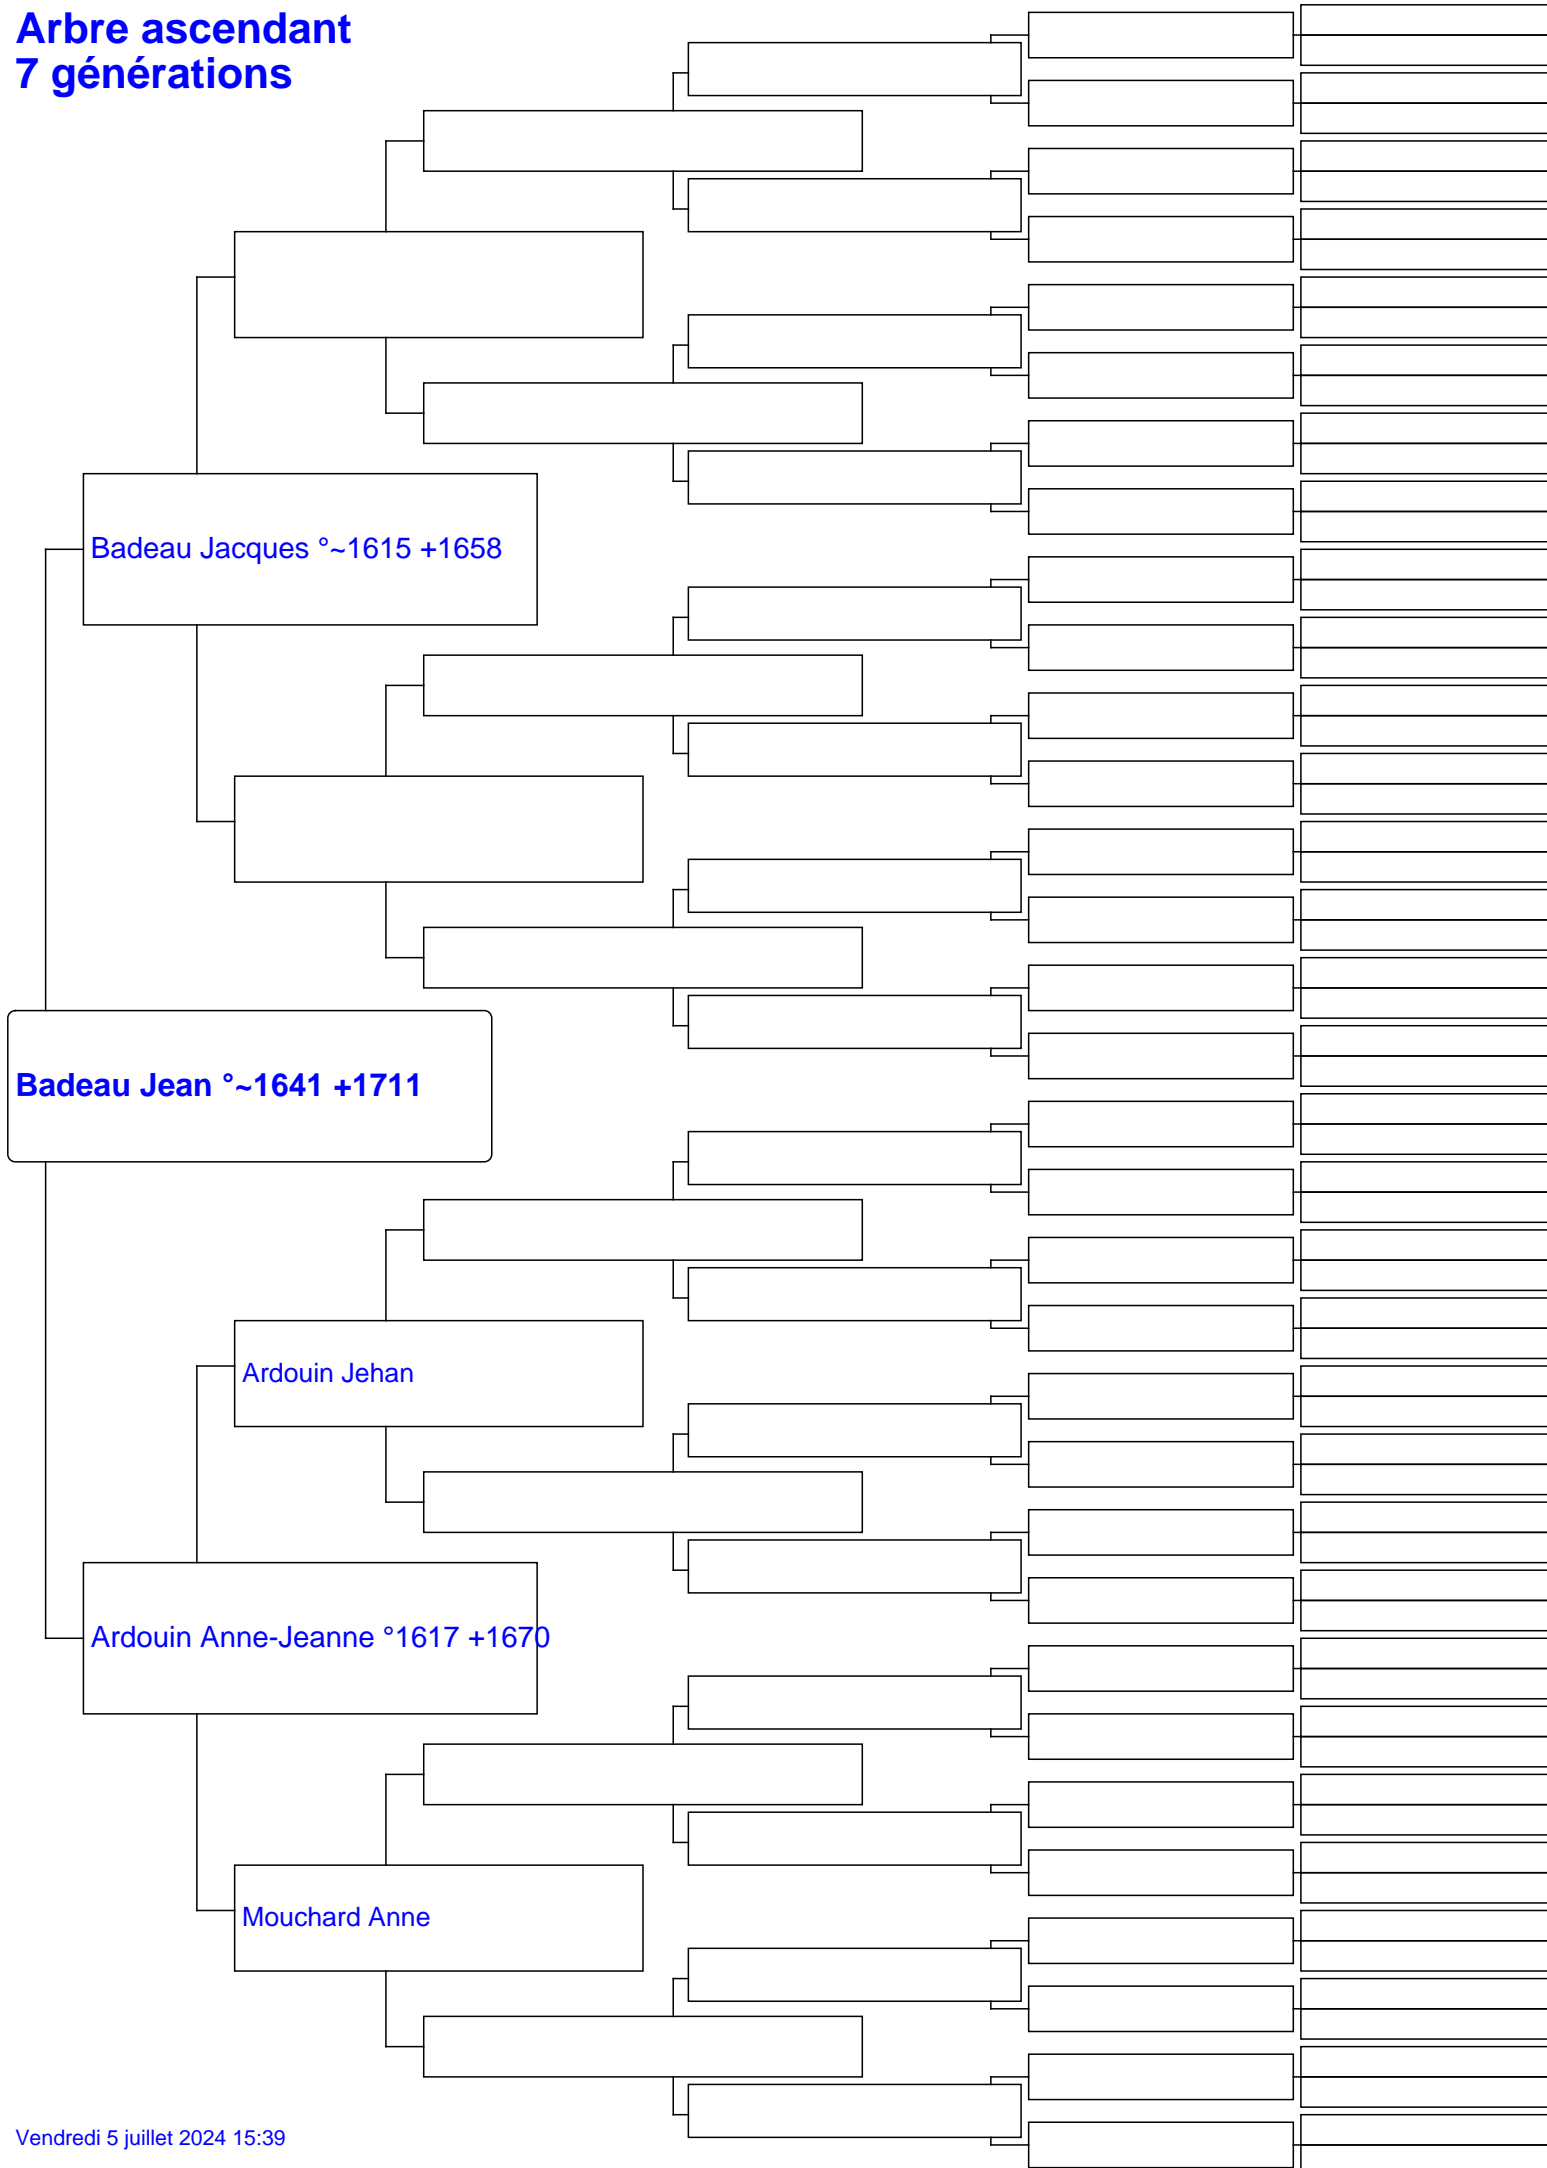 Arbre ascendant
7 générations
Badeau Jacques °~1615 +1658
Badeau Jean °~1641 +1711
Ardouin Jehan
Ardouin Anne-Jeanne °1617 +1670
Mouchard Anne
Vendredi 5 juillet 2024 15:39